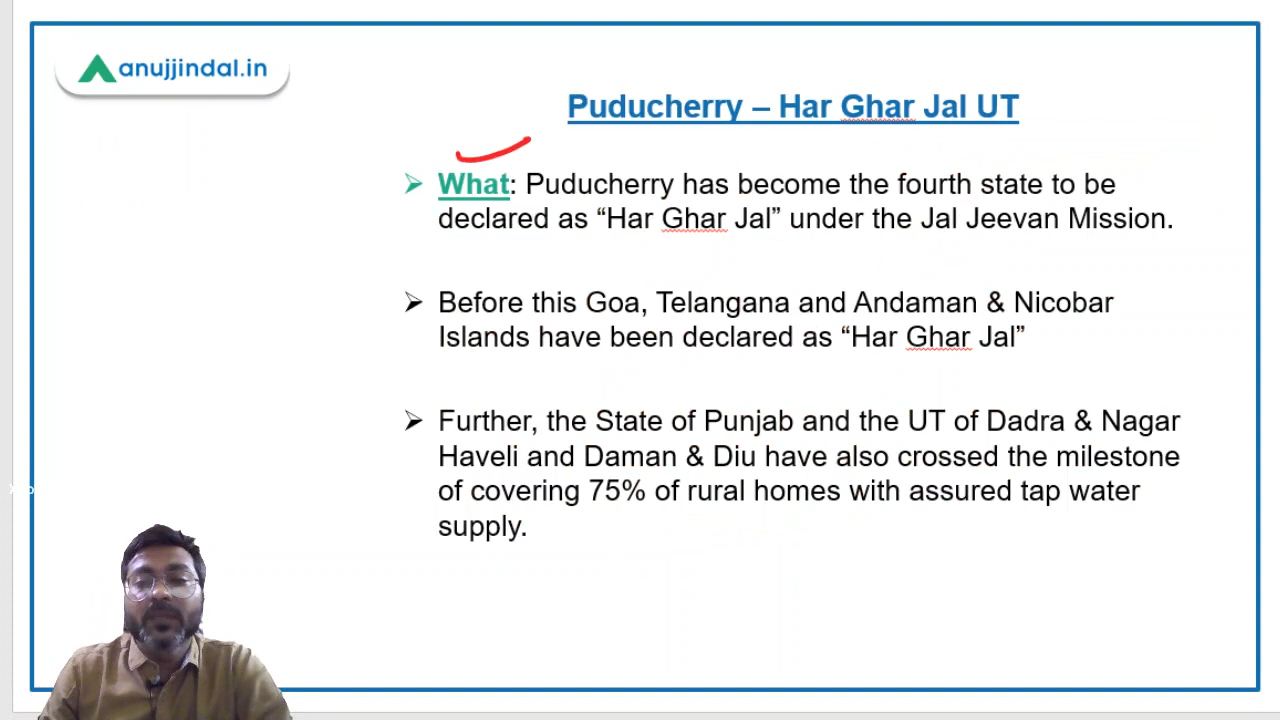 anujjindal.in
Puducherry – Har Ghar Jal UT
➢ What: Puducherry has become the fourth state to be
declared as “Har Ghar Jal” under the Jal Jeevan Mission.
➢ Before this Goa, Telangana and Andaman & Nicobar
Islands have been declared as “Har Ghar Jal”
➢ Further, the State of Punjab and the UT of Dadra & Nagar
Haveli and Daman & Diu have also crossed the milestone
of covering 75% of rural homes with assured tap water
supply.